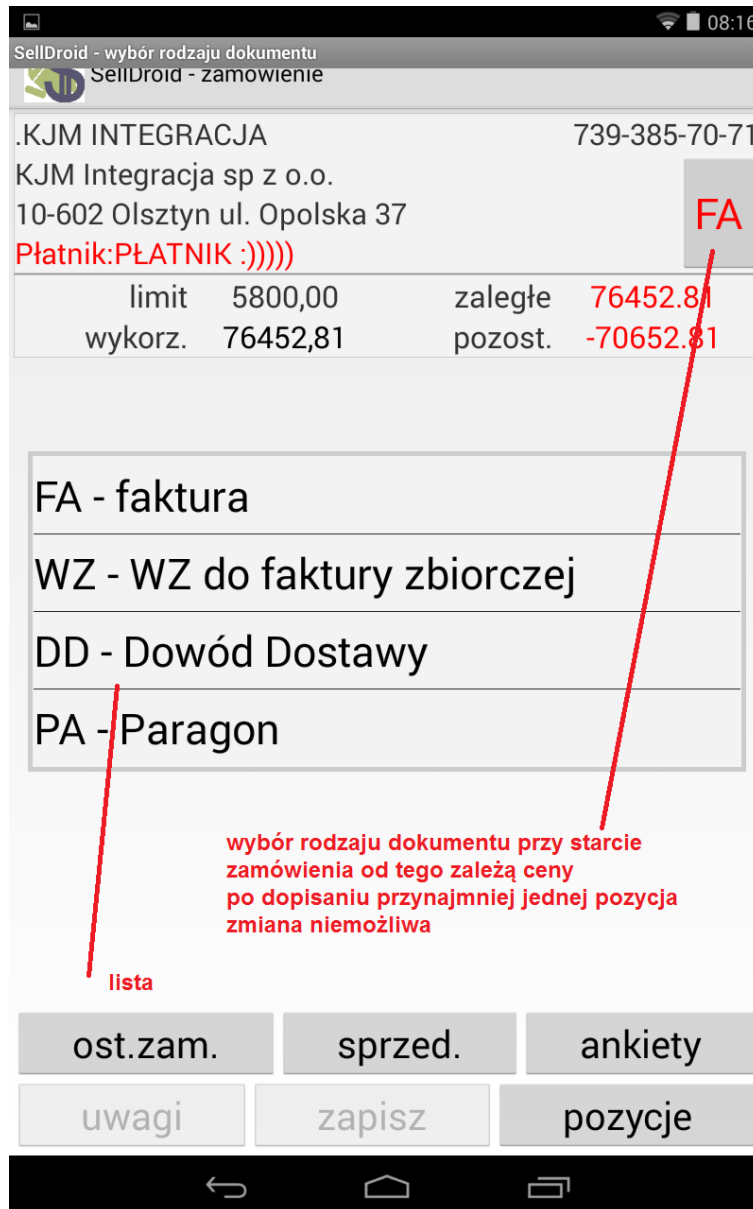 08:16
SellDroid - wybór rodzaju dokumentu
SellDroid - zamówienie
.KJM INTEGRACJA 739-385-70-71
KJM Integracja sp z o.o.
10-602 Olsztyn ul. Opolska 37
FA
Płatnik:PŁATNIK :)))))
limit 5800,00 zaległe 76452.81
wykorz. 76452,81 pozost. -70652.81
FA - faktura
WZ - WZ do faktury zbiorczej
DD - Dowód Dostawy
PA - Paragon
wybór rodzaju dokumentu przy starcie
zamówienia od tego zależą ceny
po dopisaniu przynajmniej jednej pozycja
zmiana niemożliwa
lista
ost.zam. sprzed. ankiety
uwagi zapisz pozycje